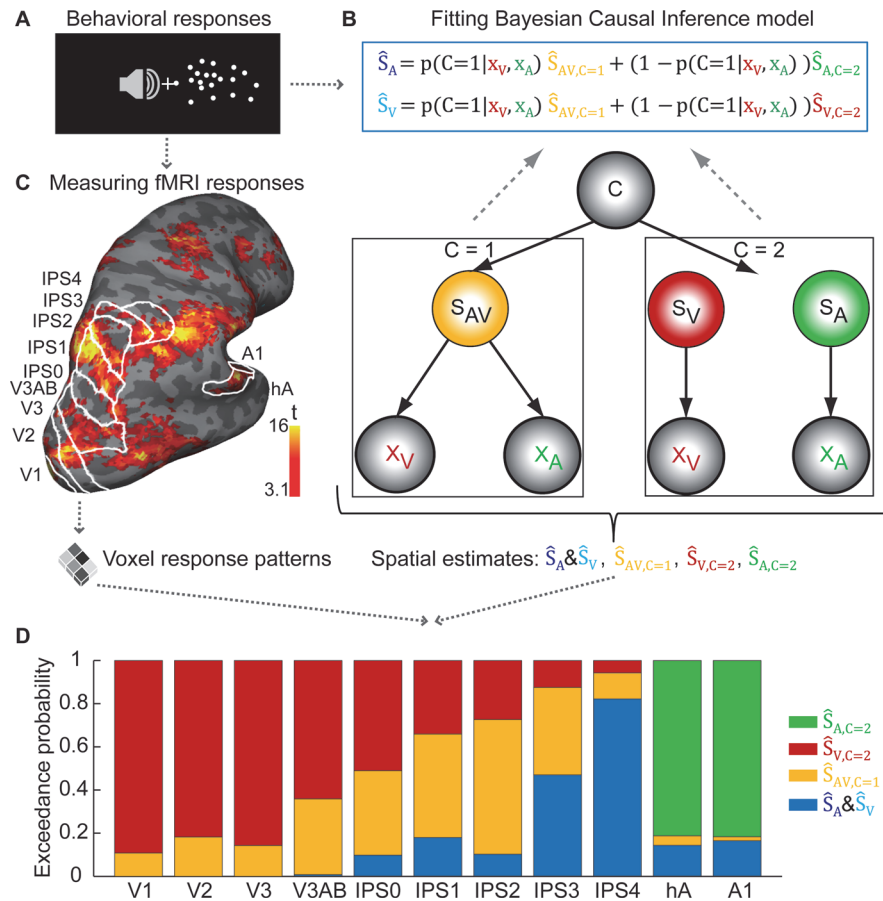 A Behavioral responses
B Fitting Bayesian Causal Inference model
Ŝ_A = p(C=1|x_V, x_A) Ŝ_AV,C=1 + (1 − p(C=1|x_V, x_A) )Ŝ_A,C=2
Ŝ_V = p(C=1|x_V, x_A) Ŝ_AV,C=1 + (1 − p(C=1|x_V, x_A))Ŝ_V,C=2
C Measuring fMRI responses
IPS4
IPS3
IPS2
IPS1
IPS0
V3AB
V3
V2
V1
A1
hA
t
16
3.1
C
C = 1
C = 2
S_AV
S_V
S_A
x_V
x_A
x_V
x_A
Voxel response patterns
Spatial estimates: Ŝ_A&Ŝ_V, Ŝ_AV,C=1, Ŝ_V,C=2, Ŝ_A,C=2
D
Exceedance probability
1
0.8
0.6
0.4
0.2
0
V1 V2 V3 V3AB IPS0 IPS1 IPS2 IPS3 IPS4 hA A1
Ŝ_A,C=2
Ŝ_V,C=2
Ŝ_AV,C=1
Ŝ_A&Ŝ_V